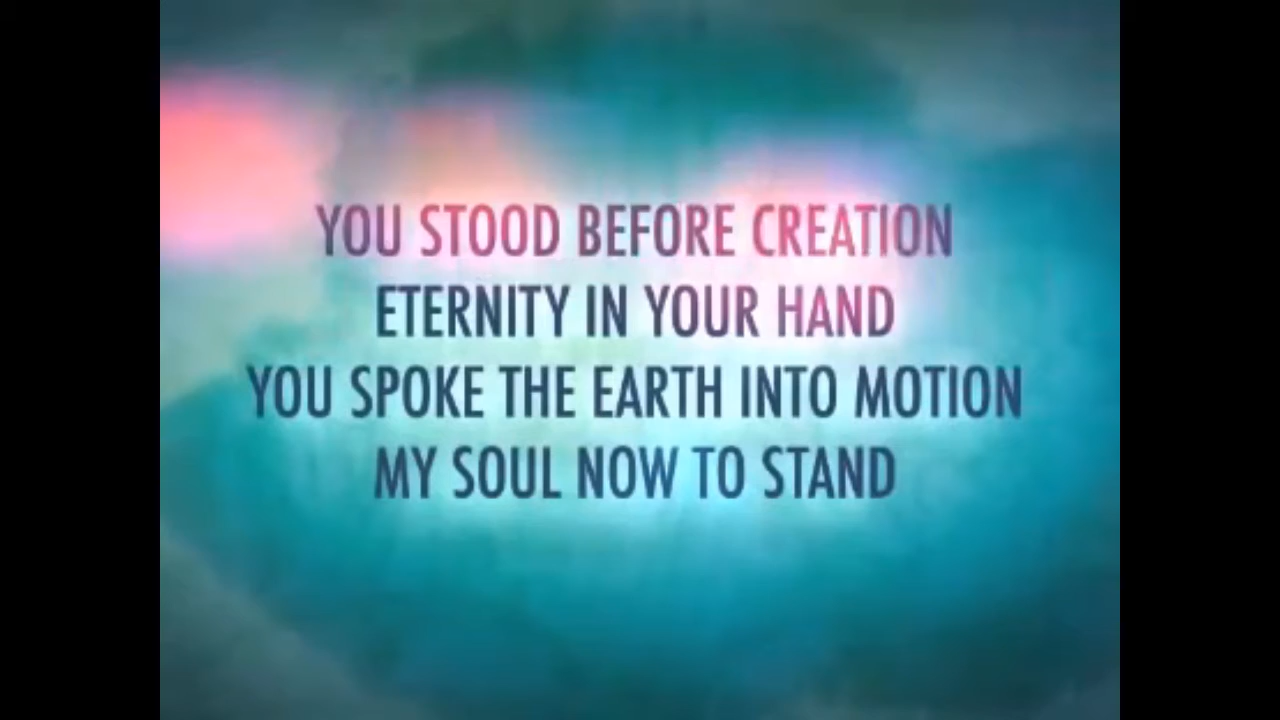 YOU STOOD BEFORE CREATION
ETERNITY IN YOUR HAND
YOU SPOKE THE EARTH INTO MOTION
MY SOUL NOW TO STAND